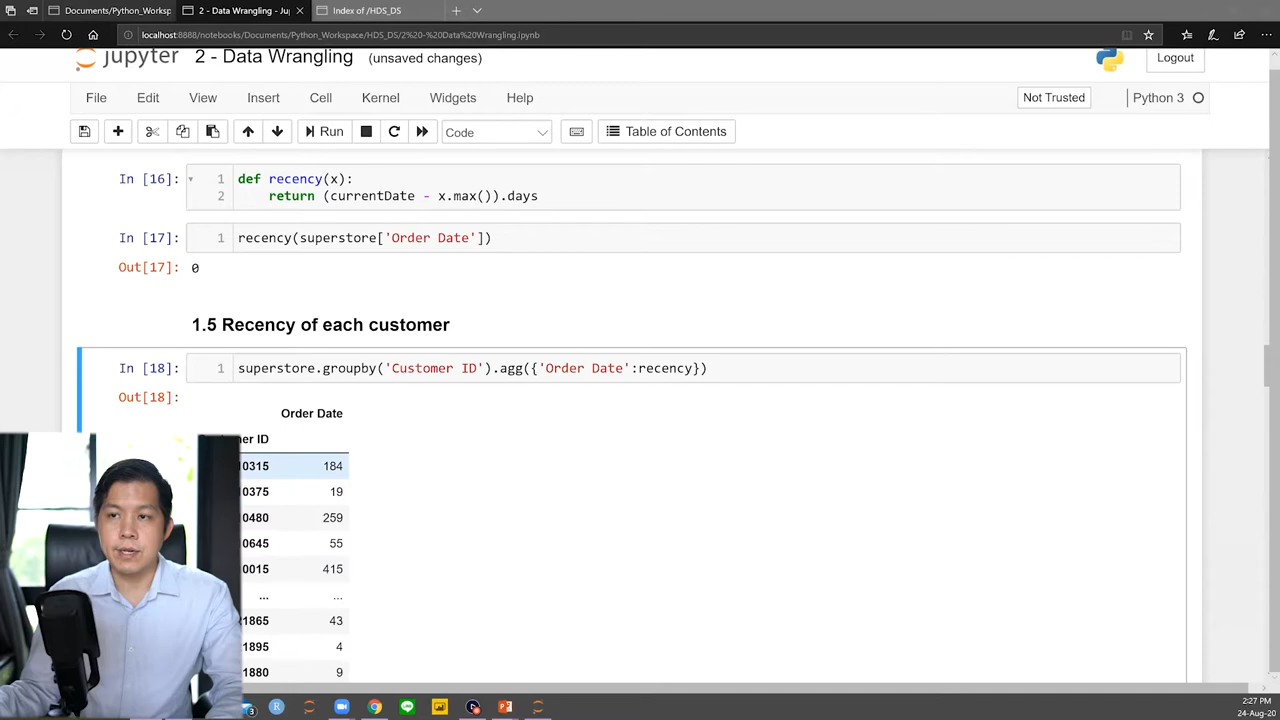 Documents/Python_Worksp
2 - Data Wrangling - Ju
Index of /HDS_DS
localhost:8888/notebooks/Documents/Python_Workspace/HDS_DS/2%20-%20Data%20Wrangling.ipynb
jupyter 2 - Data Wrangling (unsaved changes)
Logout
File Edit View Insert Cell Kernel Widgets Help
Not Trusted
Python 3
Run
Code
Table of Contents
In [16]:
1 def recency(x):
2 return (currentDate - x.max()).days
In [17]:
1 recency(superstore['Order Date'])
Out[17]: 0
1.5 Recency of each customer
In [18]:
1 superstore.groupby('Customer ID').agg({'Order Date':recency})
Out[18]:
Order Date
er ID
0315 184
0375 19
0480 259
0645 55
0015 415
... ...
1865 43
1895 4
1880 9
2:27 PM
24-Aug-20